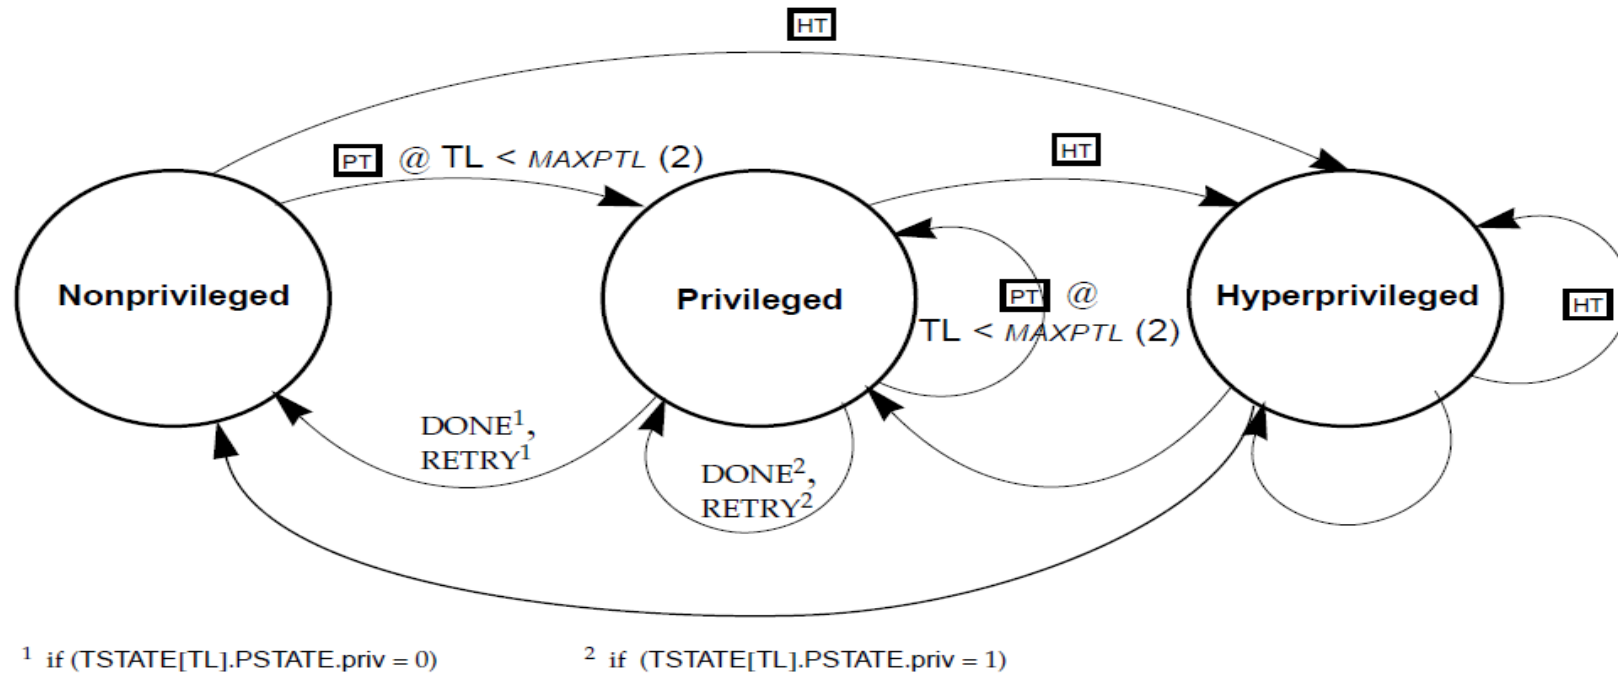 HT
PT @ TL < MAXPTL (2)
HT
Nonprivileged
Privileged
PT @
TL < MAXPTL (2)
Hyperprivileged
HT
DONE¹,
RETRY¹
DONE²,
RETRY²
¹ if (TSTATE[TL].PSTATE.priv = 0)
² if (TSTATE[TL].PSTATE.priv = 1)